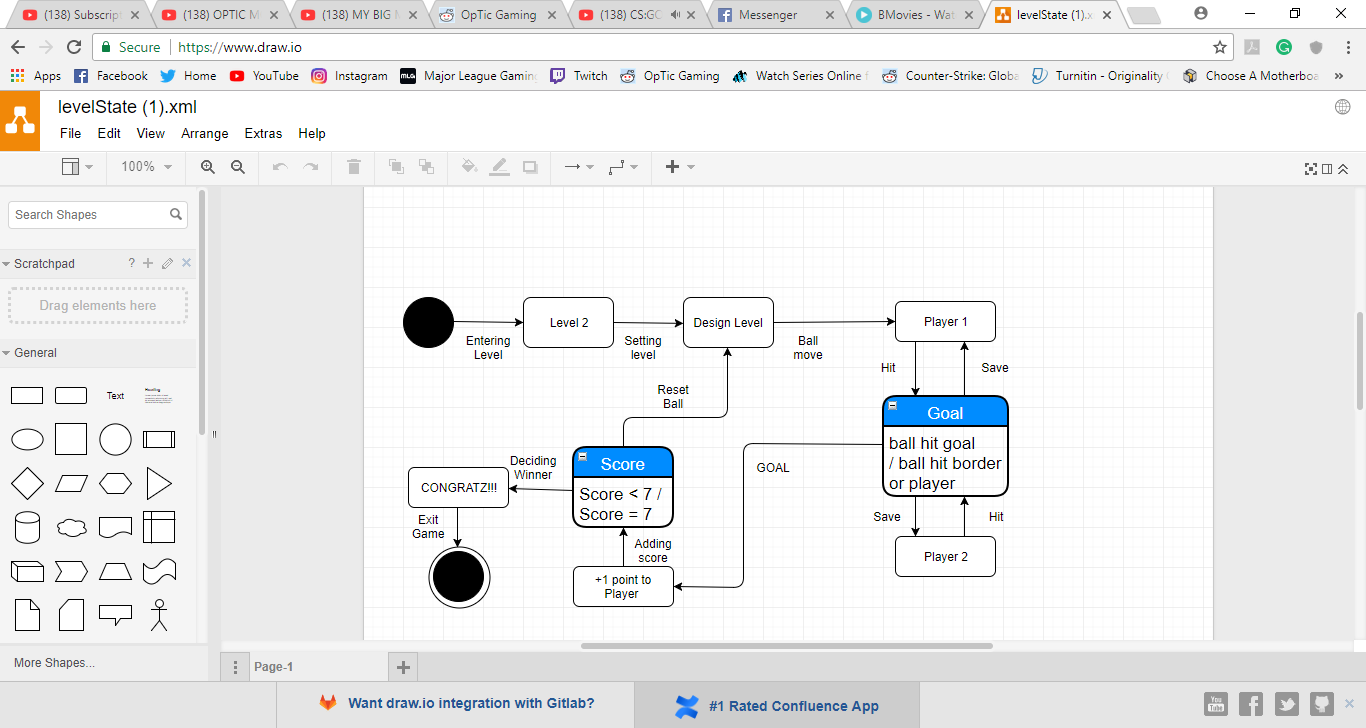 (138) Subscript
(138) OPTIC M
(138) MY BIG M
OpTic Gaming
(138) CS:GO
Messenger
BMovies - Wat
levelState (1).x
Secure
https://www.draw.io
Apps
Facebook
Home
YouTube
Instagram
Major League Gaming
Twitch
OpTic Gaming
Watch Series Online f
Counter-Strike: Globa
Turnitin - Originality
Choose A Motherboa
levelState (1).xml
File Edit View Arrange Extras Help
100%
Search Shapes
Scratchpad
?
Drag elements here
General
Text
Heading
More Shapes...
Level 2
Design Level
Player 1
Entering
Level
Setting
level
Ball
move
Hit
Save
Reset
Ball
Goal
ball hit goal
/ ball hit border
or player
Deciding
Winner
Score
Score < 7 /
Score = 7
GOAL
CONGRATZ!!!
Exit
Game
Save
Hit
Adding
score
Player 2
+1 point to
Player
Page-1
Want draw.io integration with Gitlab?
#1 Rated Confluence App
You
Tube